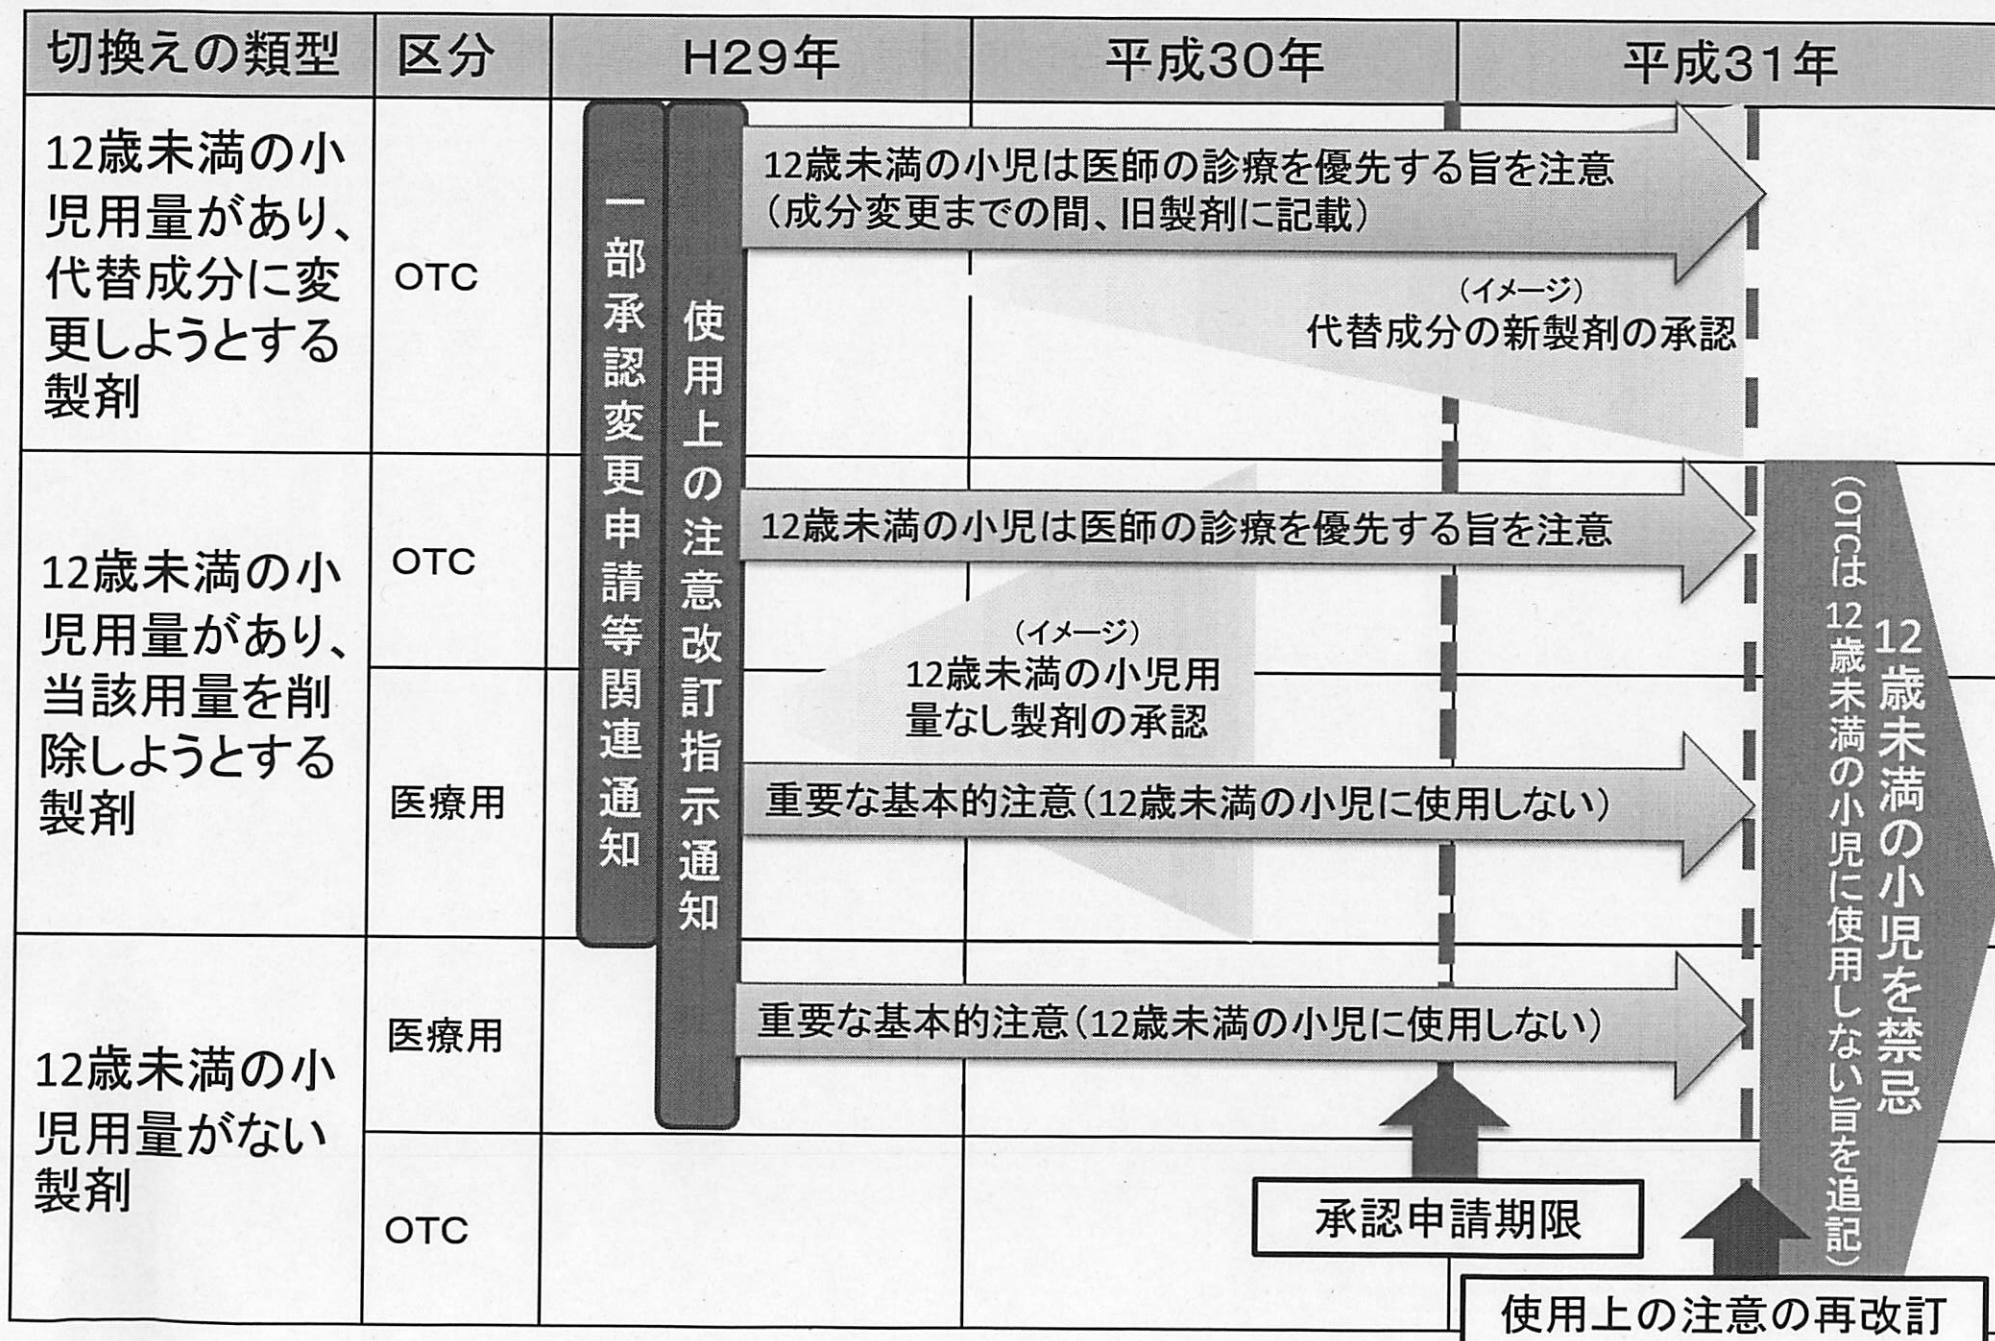 切換えの類型
区分
H29年
平成30年
平成31年
12歳未満の小
児用量があり、
代替成分に変
更しようとする
製剤
OTC
一部承認変更申請等関連通知
使用上の注意改訂指示通知
12歳未満の小児は医師の診療を優先する旨を注意
（成分変更までの間、旧製剤に記載）
（イメージ）
代替成分の新製剤の承認
12歳未満の小
児用量があり、
当該用量を削
除しようとする
製剤
OTC
12歳未満の小児は医師の診療を優先する旨を注意
（イメージ）
12歳未満の小児用
量なし製剤の承認
医療用
重要な基本的注意（12歳未満の小児に使用しない）
12歳未満の小児を禁忌
（OTCは12歳未満の小児に使用しない旨を追記）
12歳未満の小
児用量がない
製剤
医療用
重要な基本的注意（12歳未満の小児に使用しない）
OTC
承認申請期限
使用上の注意の再改訂